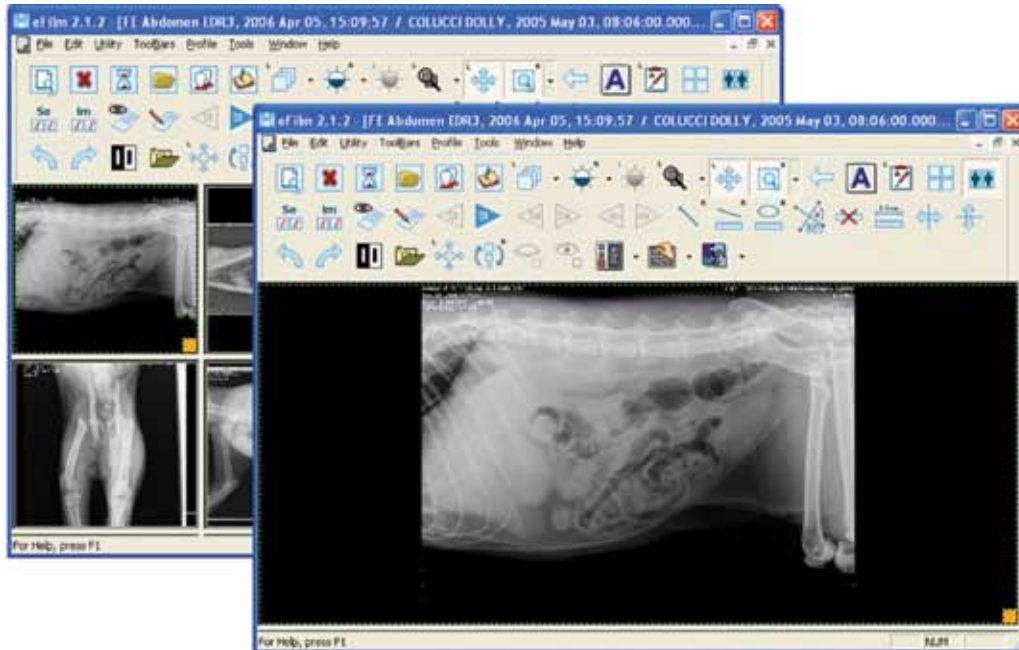 eFilm 2.1.2 - [FE Abdomen EDR3, 2006 Apr 05, 15:09:57 / COLUCCI DOLLY, 2005 May 03, 08:06:00.000...
File Edit Utility ToolBars Profile Tools Window Help
Se Im
For Help, press F1
eFilm 2.1.2 - [FE Abdomen EDR3, 2006 Apr 05, 15:09:57 / COLUCCI DOLLY, 2005 May 03, 08:06:00.000...
File Edit Utility ToolBars Profile Tools Window Help
A
Se Im
For Help, press F1 NUM